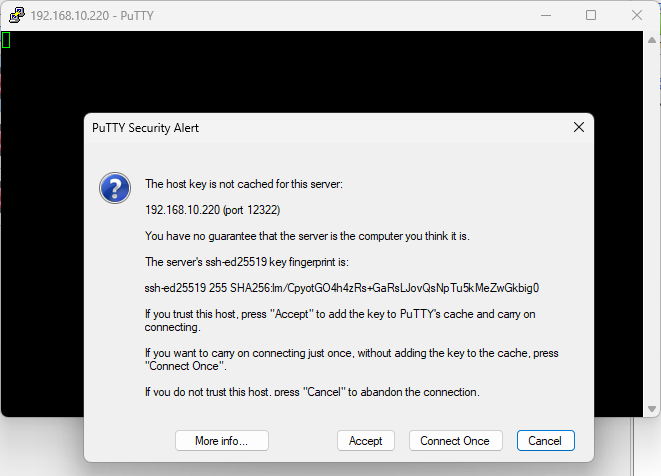 192.168.10.220 - PuTTY
PuTTY Security Alert
The host key is not cached for this server:
192.168.10.220 (port 12322)
You have no guarantee that the server is the computer you think it is.
The server's ssh-ed25519 key fingerprint is:
ssh-ed25519 255 SHA256:lm/CpyotGO4h4zRs+GaRsLJovQsNpTu5kMeZwGkbig0
If you trust this host, press "Accept" to add the key to PuTTY's cache and carry on
connecting.
If you want to carry on connecting just once, without adding the key to the cache, press
"Connect Once".
If you do not trust this host, press "Cancel" to abandon the connection.
More info...
Accept
Connect Once
Cancel